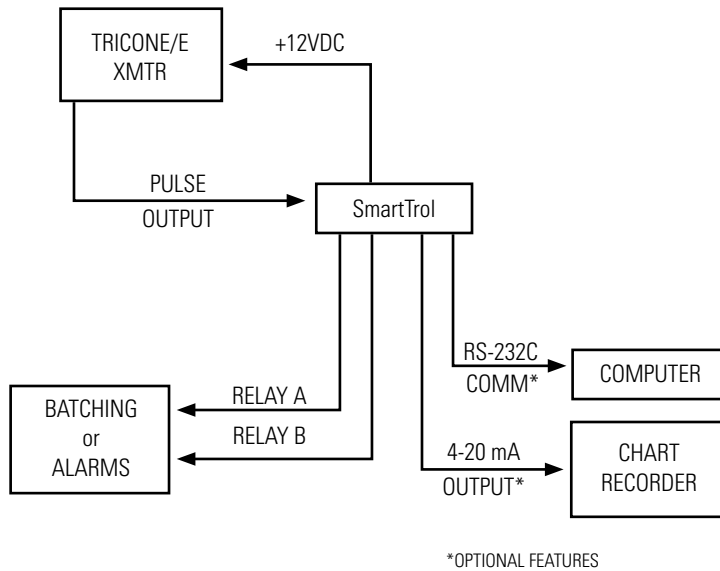 TRICONE/E
XMTR
+12VDC
PULSE
OUTPUT
SmartTrol
RS-232C
COMM*
COMPUTER
RELAY A
BATCHING
or
ALARMS
RELAY B
4-20 mA
OUTPUT*
CHART
RECORDER
*OPTIONAL FEATURES